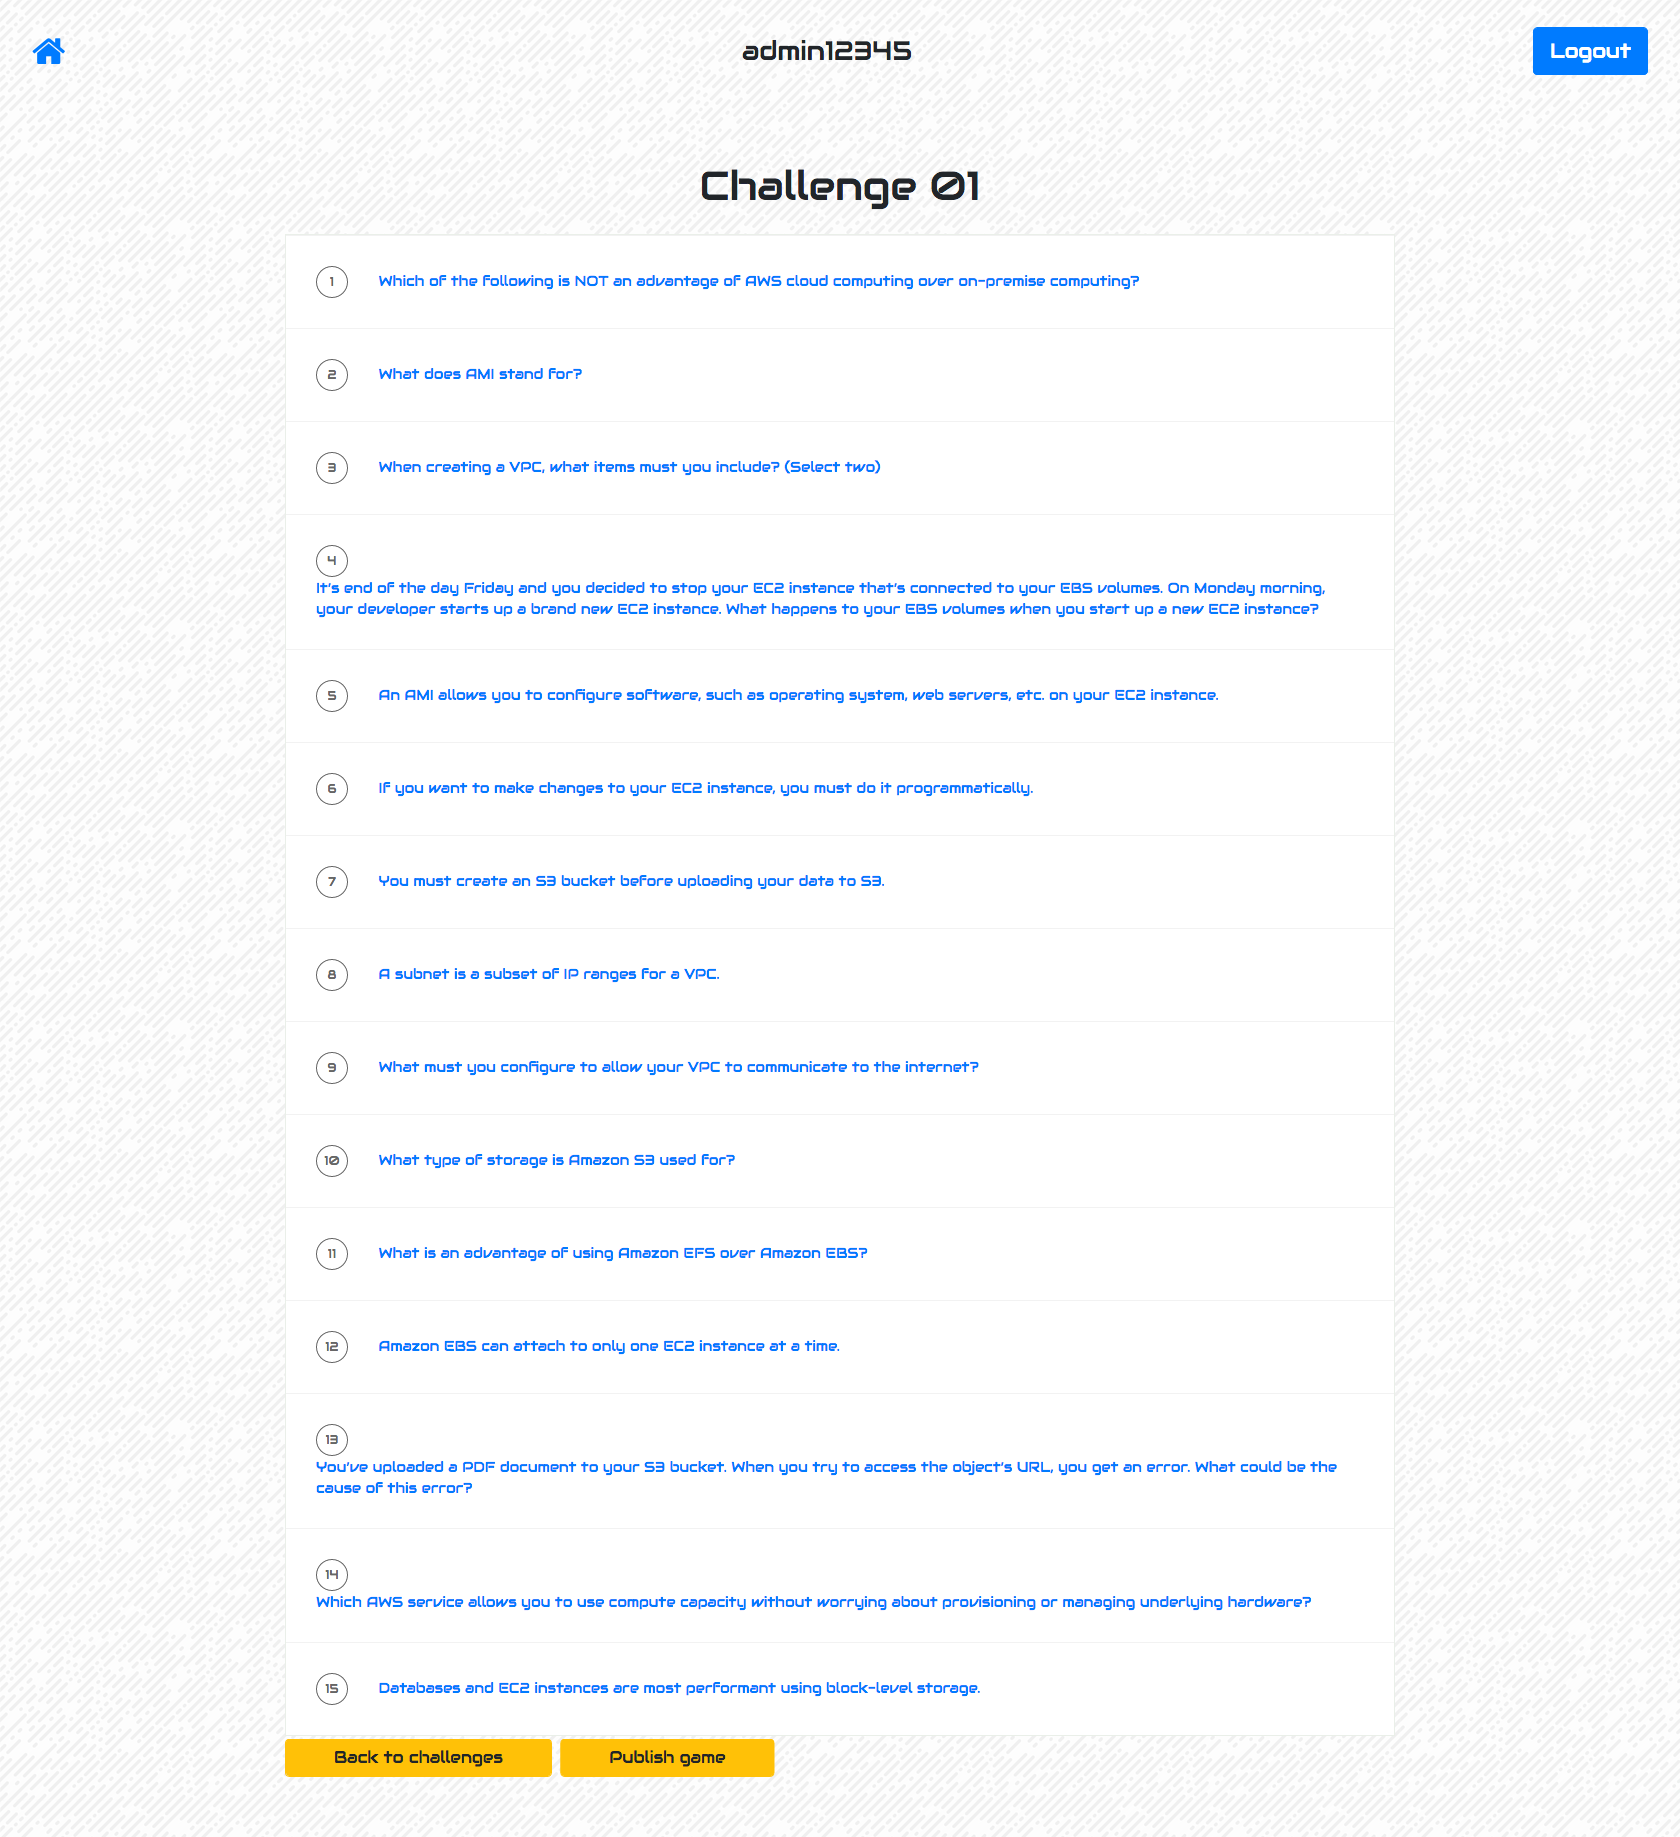 admin12345
Logout
Challenge 01
1
Which of the following is NOT an advantage of AWS cloud computing over on-premise computing?
2
What does AMI stand for?
3
When creating a VPC, what items must you include? (Select two)
4
It's end of the day Friday and you decided to stop your EC2 instance that's connected to your EBS volumes. On Monday morning,
your developer starts up a brand new EC2 instance. What happens to your EBS volumes when you start up a new EC2 instance?
5
An AMI allows you to configure software, such as operating system, web servers, etc. on your EC2 instance.
6
If you want to make changes to your EC2 instance, you must do it programmatically.
7
You must create an S3 bucket before uploading your data to S3.
8
A subnet is a subset of IP ranges for a VPC.
9
What must you configure to allow your VPC to communicate to the internet?
10
What type of storage is Amazon S3 used for?
11
What is an advantage of using Amazon EFS over Amazon EBS?
12
Amazon EBS can attach to only one EC2 instance at a time.
13
You've uploaded a PDF document to your S3 bucket. When you try to access the object's URL, you get an error. What could be the
cause of this error?
14
Which AWS service allows you to use compute capacity without worrying about provisioning or managing underlying hardware?
15
Databases and EC2 instances are most performant using block-level storage.
Back to challenges
Publish game